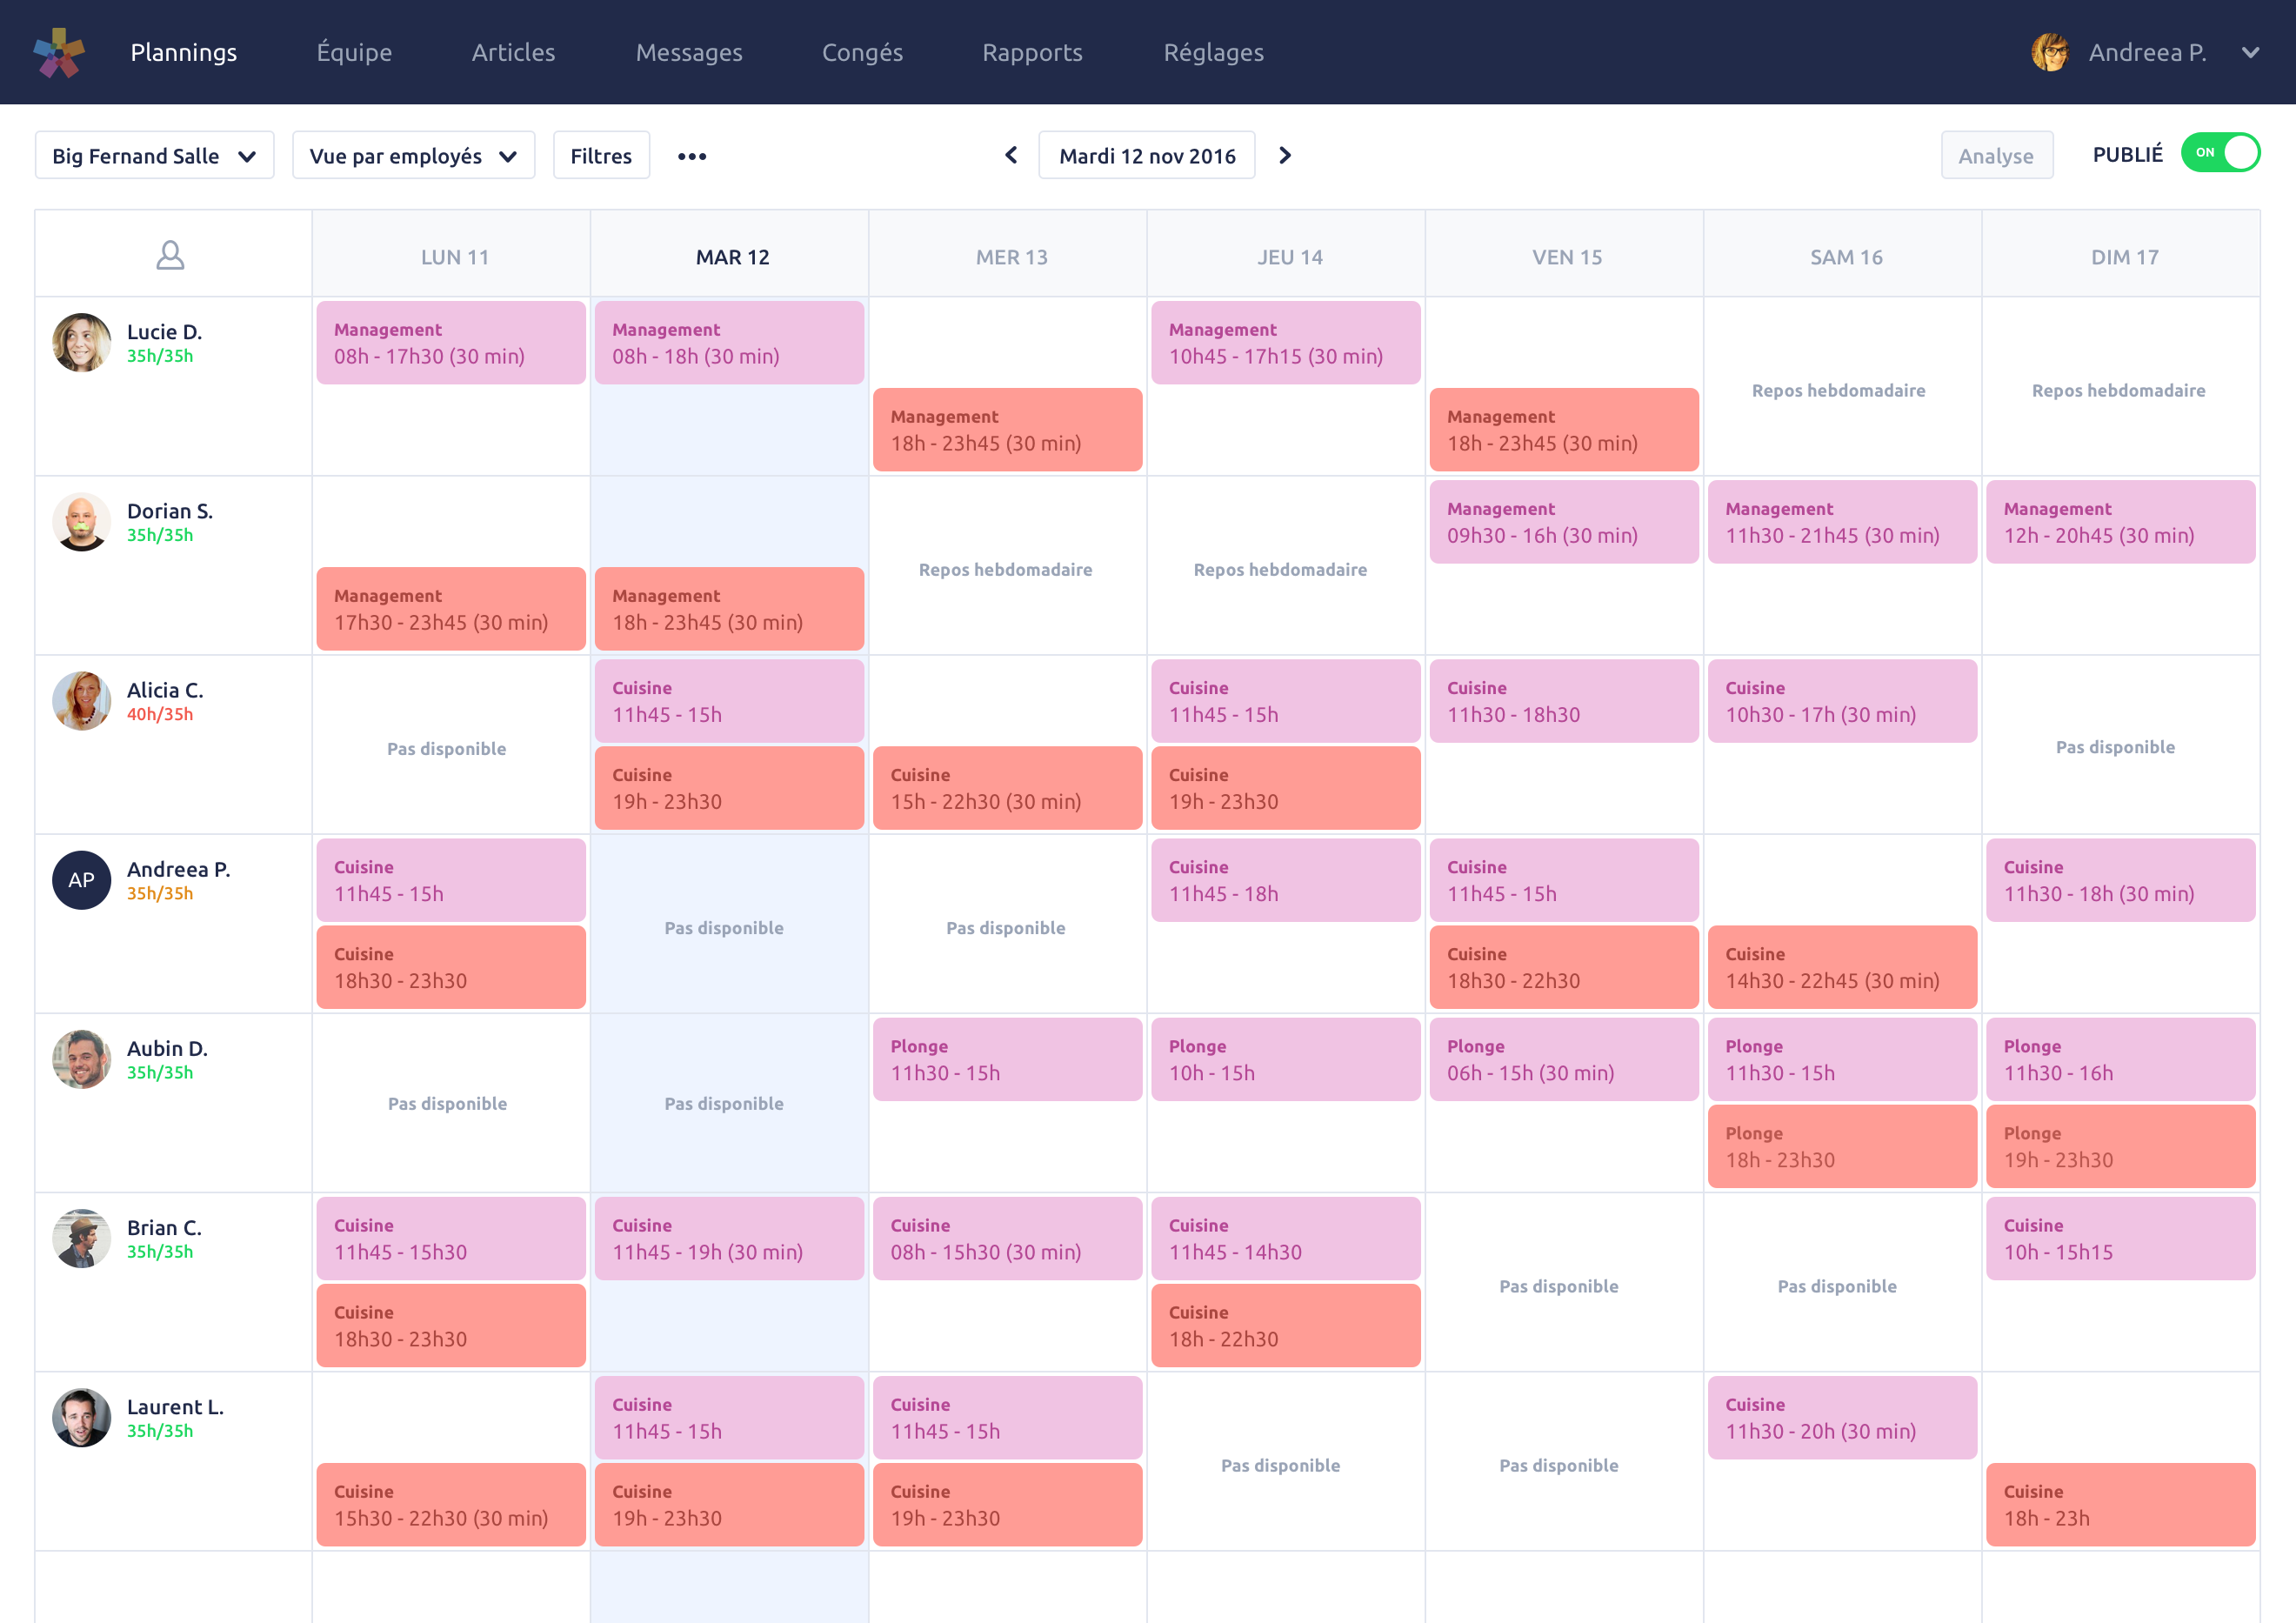 Plannings Équipe Articles Messages Congés Rapports Réglages Andreea P.
Big Fernand Salle Vue par employés Filtres Mardi 12 nov 2016 Analyse PUBLIÉ ON
LUN 11 MAR 12 MER 13 JEU 14 VEN 15 SAM 16 DIM 17
Lucie D.
35h/35h
Management
08h - 17h30 (30 min)
Management
08h - 18h (30 min)
Management
18h - 23h45 (30 min)
Management
10h45 - 17h15 (30 min)
Management
18h - 23h45 (30 min)
Repos hebdomadaire
Repos hebdomadaire
Dorian S.
35h/35h
Management
17h30 - 23h45 (30 min)
Management
18h - 23h45 (30 min)
Repos hebdomadaire
Repos hebdomadaire
Management
09h30 - 16h (30 min)
Management
11h30 - 21h45 (30 min)
Management
12h - 20h45 (30 min)
Alicia C.
40h/35h
Pas disponible
Cuisine
11h45 - 15h
Cuisine
19h - 23h30
Cuisine
15h - 22h30 (30 min)
Cuisine
11h45 - 15h
Cuisine
19h - 23h30
Cuisine
11h30 - 18h30
Cuisine
10h30 - 17h (30 min)
Pas disponible
AP
Andreea P.
35h/35h
Cuisine
11h45 - 15h
Cuisine
18h30 - 23h30
Pas disponible
Pas disponible
Cuisine
11h45 - 18h
Cuisine
11h45 - 15h
Cuisine
18h30 - 22h30
Cuisine
14h30 - 22h45 (30 min)
Cuisine
11h30 - 18h (30 min)
Aubin D.
35h/35h
Pas disponible
Pas disponible
Plonge
11h30 - 15h
Plonge
10h - 15h
Plonge
06h - 15h (30 min)
Plonge
11h30 - 15h
Plonge
18h - 23h30
Plonge
11h30 - 16h
Plonge
19h - 23h30
Brian C.
35h/35h
Cuisine
11h45 - 15h30
Cuisine
18h30 - 23h30
Cuisine
11h45 - 19h (30 min)
Cuisine
08h - 15h30 (30 min)
Cuisine
11h45 - 14h30
Cuisine
18h - 22h30
Pas disponible
Pas disponible
Cuisine
10h - 15h15
Laurent L.
35h/35h
Cuisine
15h30 - 22h30 (30 min)
Cuisine
11h45 - 15h
Cuisine
19h - 23h30
Cuisine
11h45 - 15h
Cuisine
19h - 23h30
Pas disponible
Pas disponible
Cuisine
11h30 - 20h (30 min)
Cuisine
18h - 23h